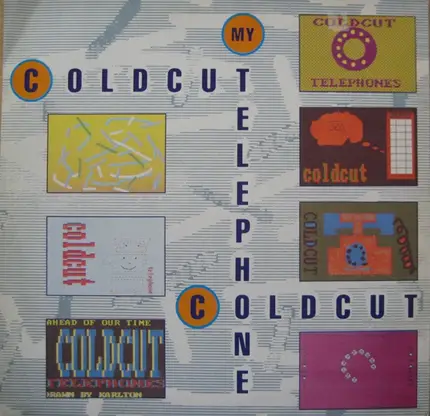 MY
TELEPHONE
COLDCUT
COLDCUT
COLDCUT
TELEPHONES
coldcut
coldcut
COLDCUT
AHEAD OF OUR TIME
COLDCUT
TELEPHONES
DRAWN BY KARLTON